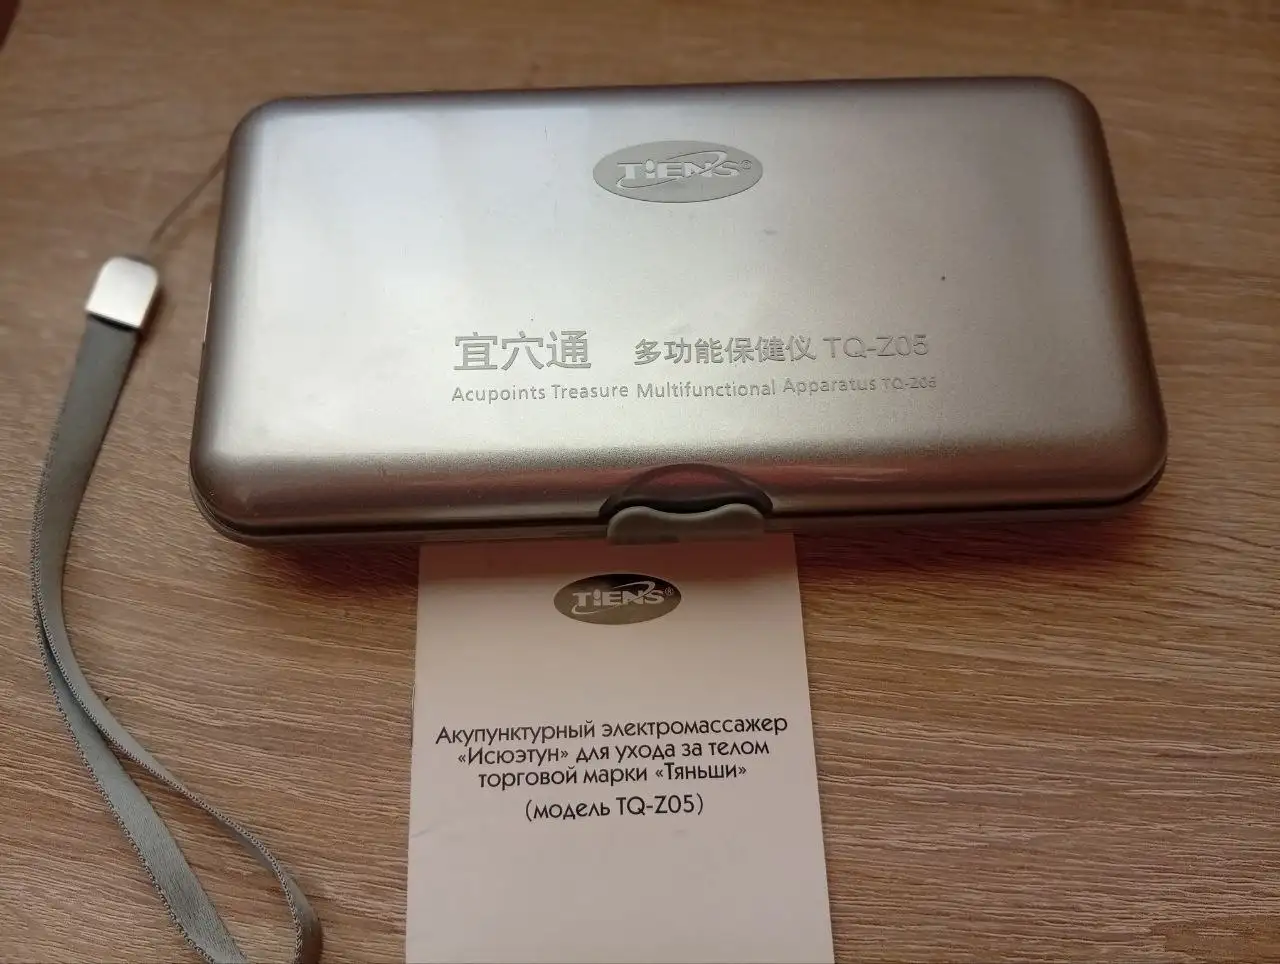 TIENS®
宜穴通 多功能保健仪 TQ-Z05
Acupoints Treasure Multifunctional Apparatus TQ-Z05
TIENS®
Акупунктурный электромассажер
«Исюэтун» для ухода за телом
торговой марки «Тяньши»
(модель TQ-Z05)